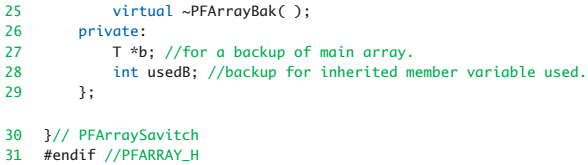 25 virtual ~PFArrayBak( );
26 private:
27 T *b; //for a backup of main array.
28 int usedB; //backup for inherited member variable used.
29 };
30 }// PFArraySavitch
31 #endif //PFARRAY_H